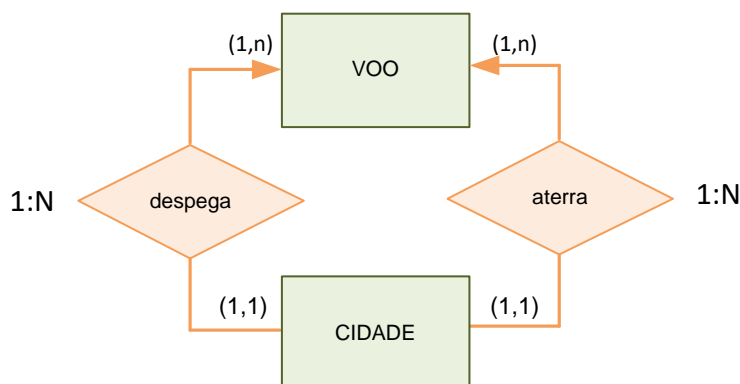 (1,n)
VOO
(1,n)
1:N
despega
aterra
1:N
(1,1)
CIDADE
(1,1)